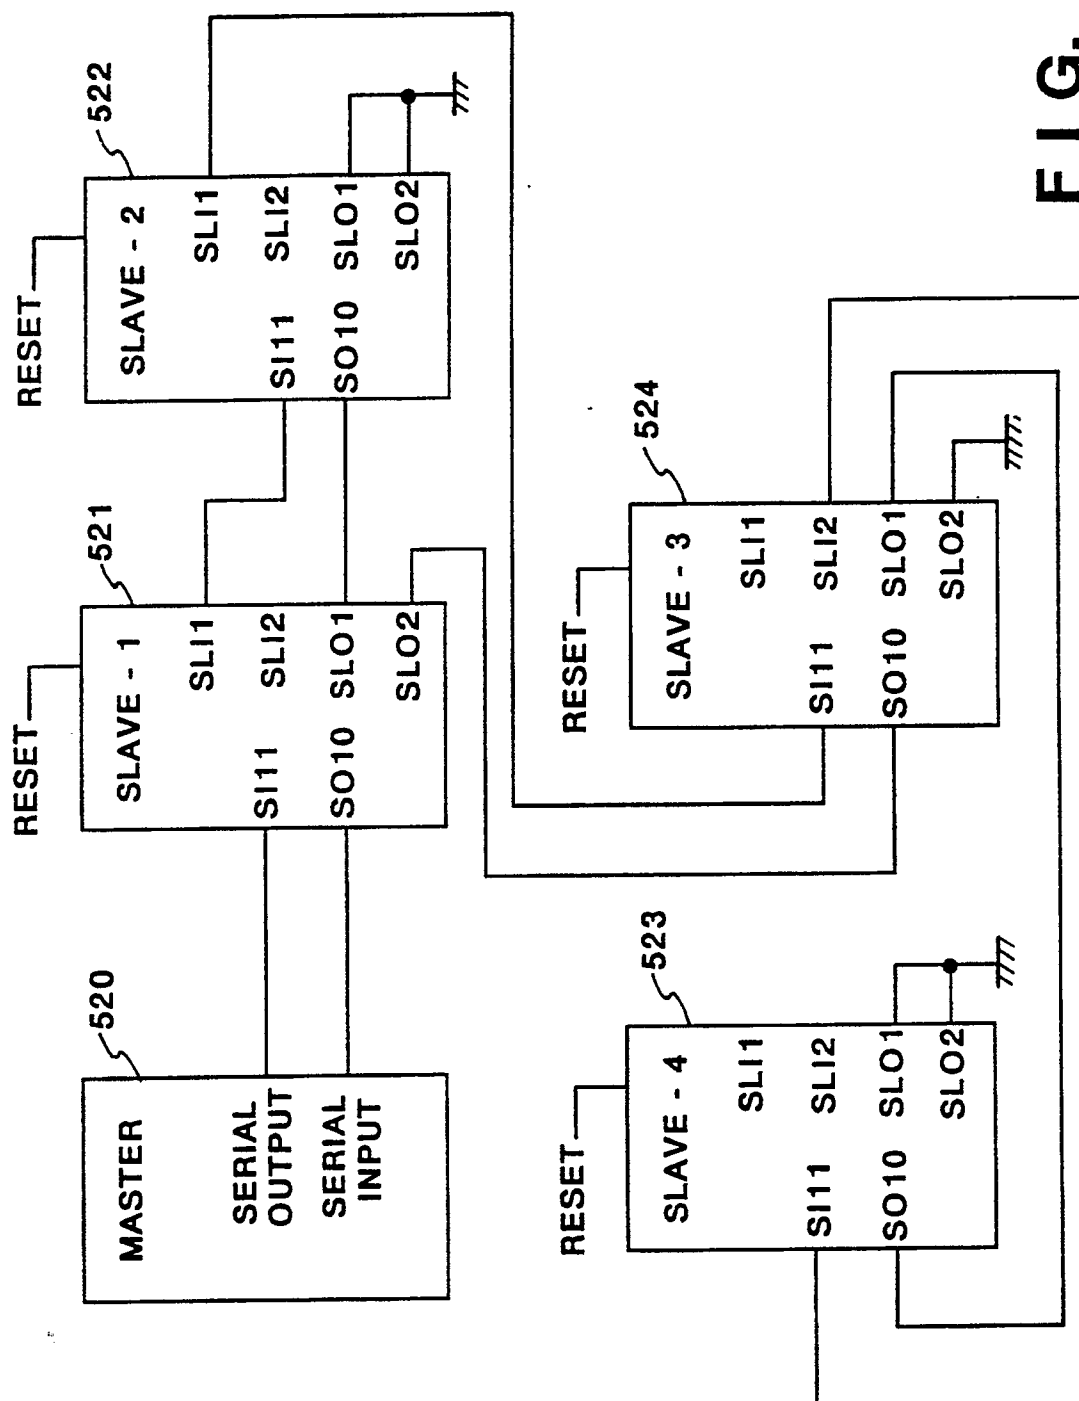 520
MASTER
SERIAL
OUTPUT
SERIAL
INPUT
RESET
521
SLAVE - 1
SI11
SO10
SLI1
SLI2
SLO1
SLO2
RESET
522
SLAVE - 2
SI11
SO10
SLI1
SLI2
SLO1
SLO2
RESET
523
SLAVE - 4
SI11
SO10
SLI1
SLI2
SLO1
SLO2
RESET
524
SLAVE - 3
SI11
SO10
SLI1
SLI2
SLO1
SLO2
FIG.